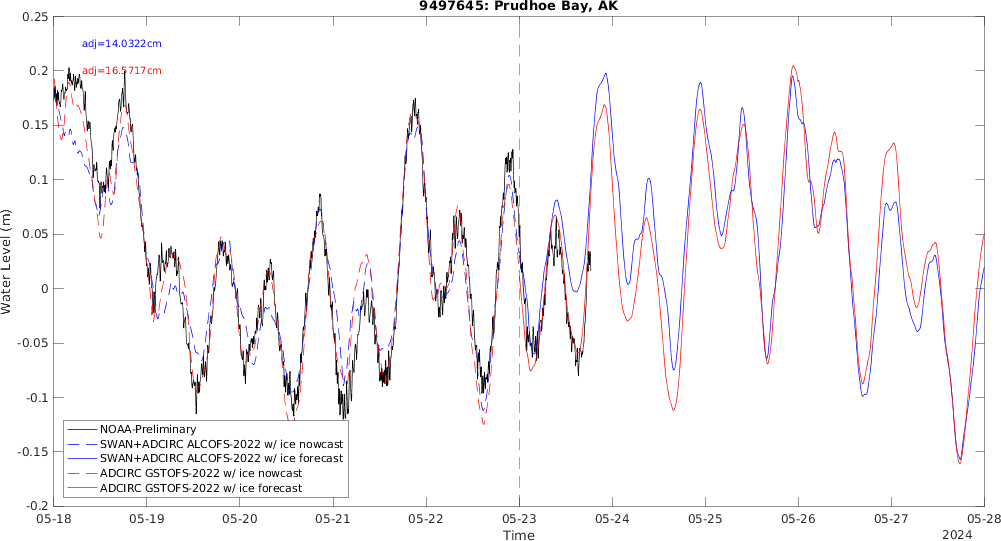 9497645: Prudhoe Bay, AK
adj=14.0322cm
adj=16.5717cm
Water Level (m)
0.25
0.2
0.15
0.1
0.05
0
-0.05
-0.1
-0.15
-0.2
NOAA-Preliminary
SWAN+ADCIRC ALCOFS-2022 w/ ice nowcast
SWAN+ADCIRC ALCOFS-2022 w/ ice forecast
ADCIRC GSTOFS-2022 w/ ice nowcast
ADCIRC GSTOFS-2022 w/ ice forecast
05-18 05-19 05-20 05-21 05-22 05-23 05-24 05-25 05-26 05-27 05-28
Time
2024